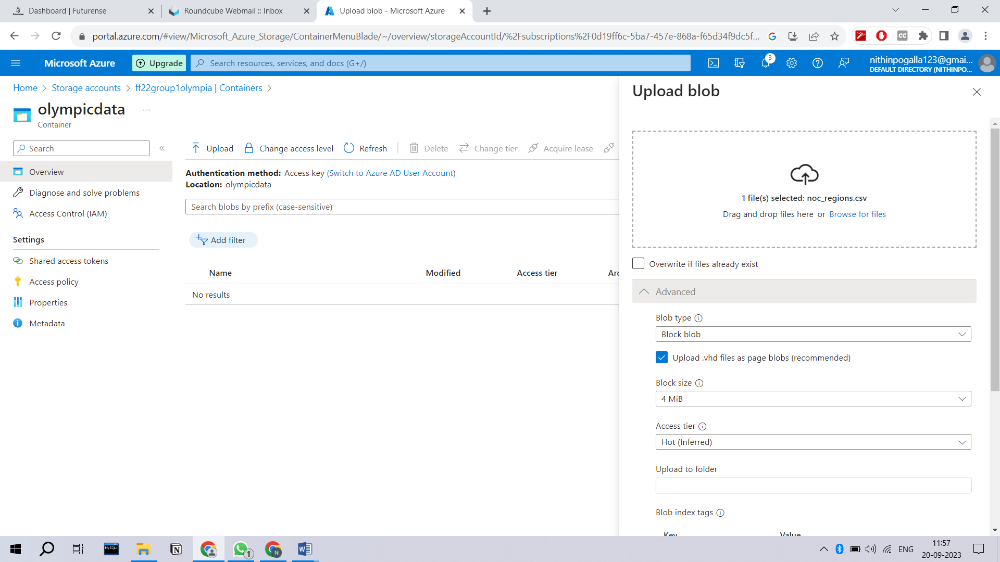 Dashboard | Futurense
Roundcube Webmail :: Inbox
Upload blob - Microsoft Azure
portal.azure.com/#view/Microsoft_Azure_Storage/ContainerMenuBlade/~/overview/storageAccountId/%2Fsubscriptions%2F0d19ff6c-5ba7-457e-868a-f65d34f9dc5f...
Microsoft Azure
Upgrade
Search resources, services, and docs (G+/)
3
nithinpogalla123@gmai...
DEFAULT DIRECTORY (NITHINPO...
Home > Storage accounts > ff22group1olympia | Containers >
olympicdata ...
Container
Search
Overview
Diagnose and solve problems
Access Control (IAM)
Settings
Shared access tokens
Access policy
Properties
Metadata
Upload
Change access level
Refresh
Delete
Change tier
Acquire lease
Authentication method: Access key (Switch to Azure AD User Account)
Location: olympicdata
Search blobs by prefix (case-sensitive)
Add filter
Name Modified Access tier Arc
No results
Upload blob
1 file(s) selected: noc_regions.csv
Drag and drop files here or Browse for files
Overwrite if files already exist
Advanced
Blob type
Block blob
Upload .vhd files as page blobs (recommended)
Block size
4 MiB
Access tier
Hot (Inferred)
Upload to folder
Blob index tags
Key Value
MySQL
1
N
ENG
11:57
20-09-2023